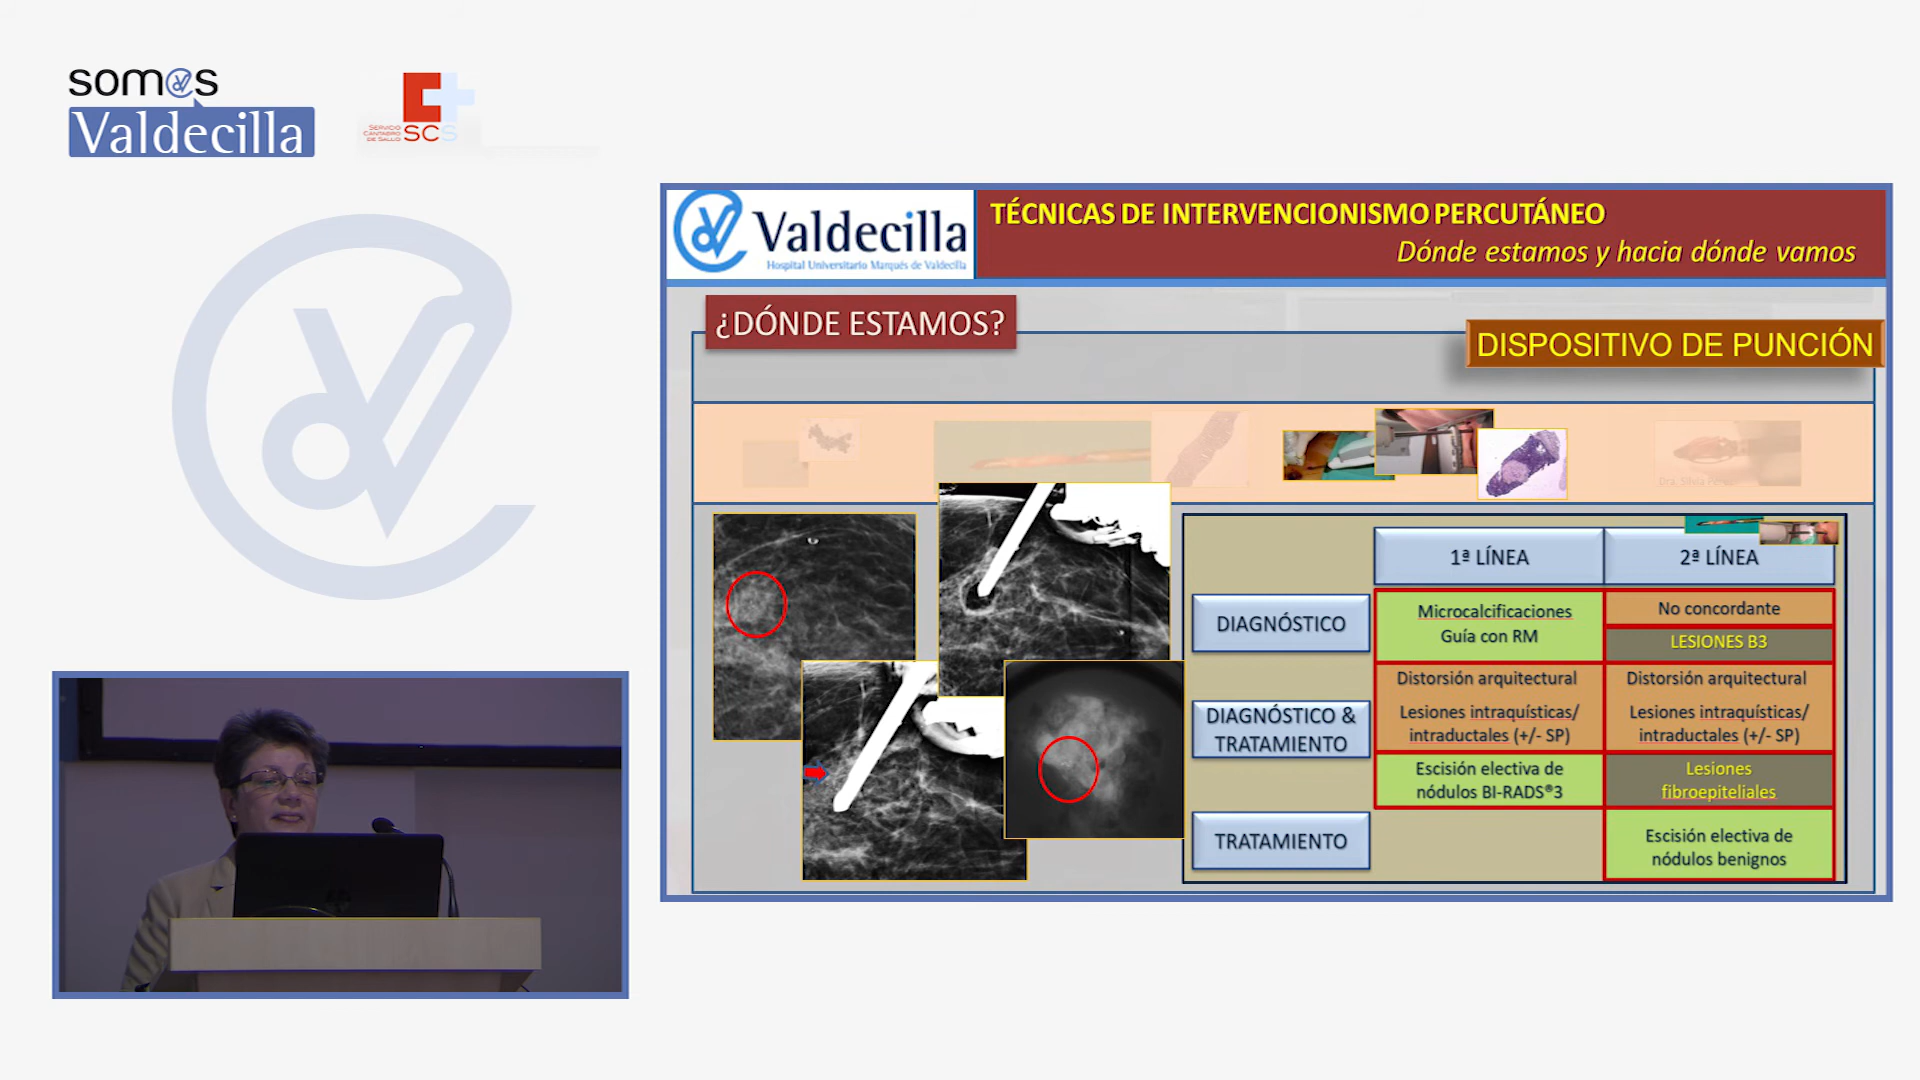 som@s
Valdecilla
SERVICIO
CÁNTABRO
DE SALUD
SCS
Valdecilla
Hospital Universitario Marqués de Valdecilla
TÉCNICAS DE INTERVENCIONISMO PERCUTÁNEO
Dónde estamos y hacia dónde vamos
¿DÓNDE ESTAMOS?
DISPOSITIVO DE PUNCIÓN
1ª LÍNEA
2ª LÍNEA
DIAGNÓSTICO
Microcalcificaciones
Guía con RM
No concordante
LESIONES B3
DIAGNÓSTICO &
TRATAMIENTO
Distorsión arquitectural
Lesiones intraquísticas/
intraductales (+/- SP)
Distorsión arquitectural
Lesiones intraquísticas/
intraductales (+/- SP)
Escisión electiva de
nódulos BI-RADS®3
Lesiones
fibroepiteliales
TRATAMIENTO
Escisión electiva de
nódulos benignos